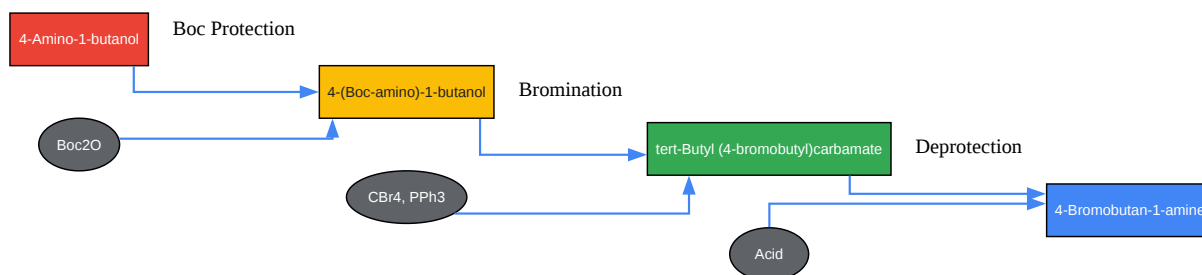 4-Amino-1-butanol
Boc Protection
Boc2O
4-(Boc-amino)-1-butanol
Bromination
CBr4, PPh3
tert-Butyl (4-bromobutyl)carbamate
Deprotection
Acid
4-Bromobutan-1-amine